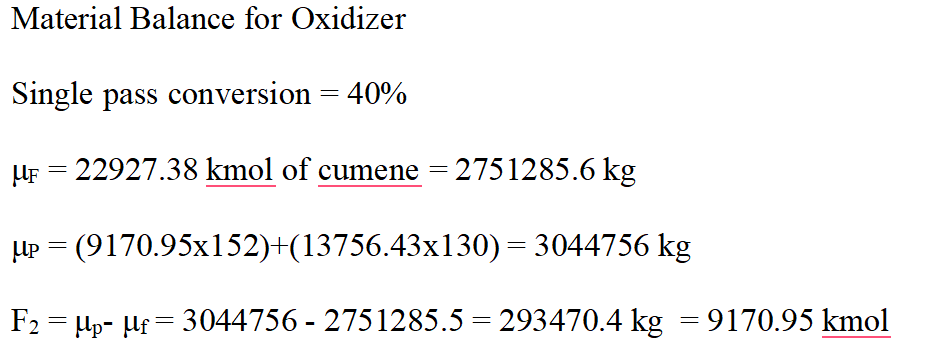 Material Balance for Oxidizer
Single pass conversion = 40%
μF = 22927.38 kmol of cumene = 2751285.6 kg
μP = (9170.95x152)+(13756.43x130) = 3044756 kg
F2 = μp- μf = 3044756 - 2751285.5 = 293470.4 kg = 9170.95 kmol